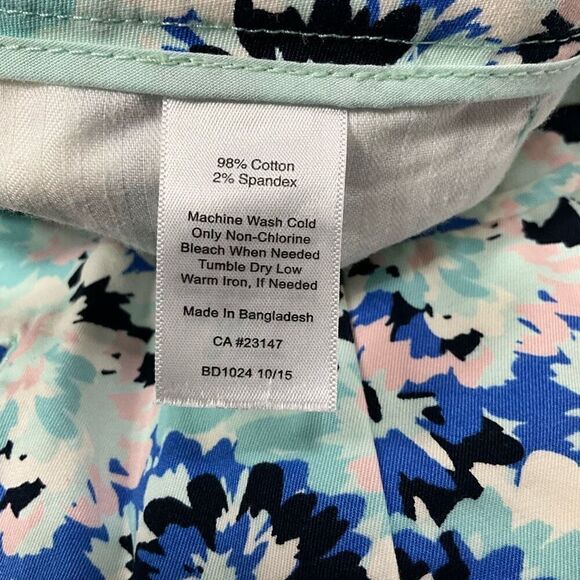 98% Cotton
2% Spandex
Machine Wash Cold
Only Non-Chlorine
Bleach When Needed
Tumble Dry Low
Warm Iron, If Needed
Made In Bangladesh
CA #23147
BD1024 10/15